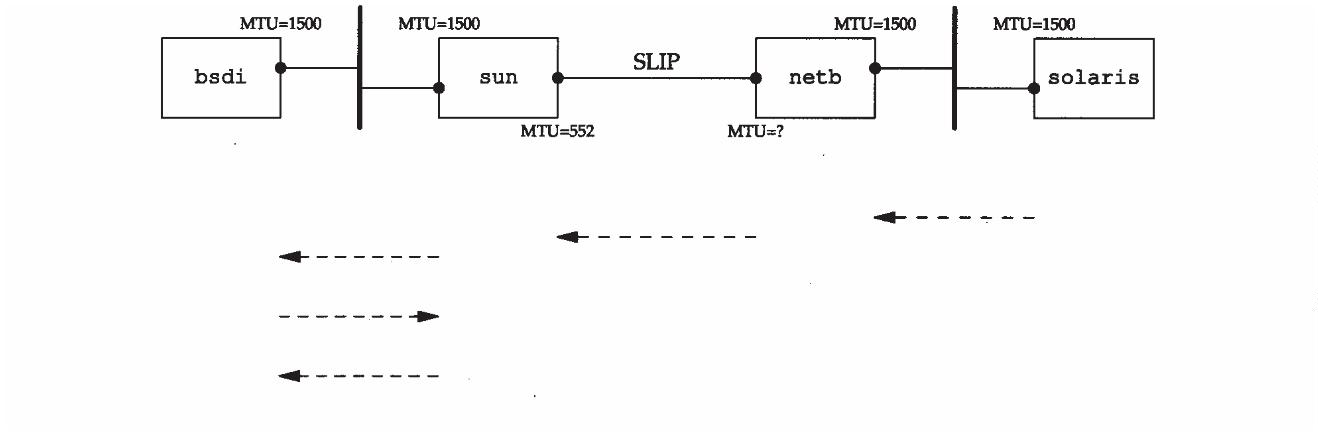 MTU=1500 MTU=1500 MTU=1500 MTU=1500
bsdi sun SLIP netb solaris
MTU=552 MTU=?